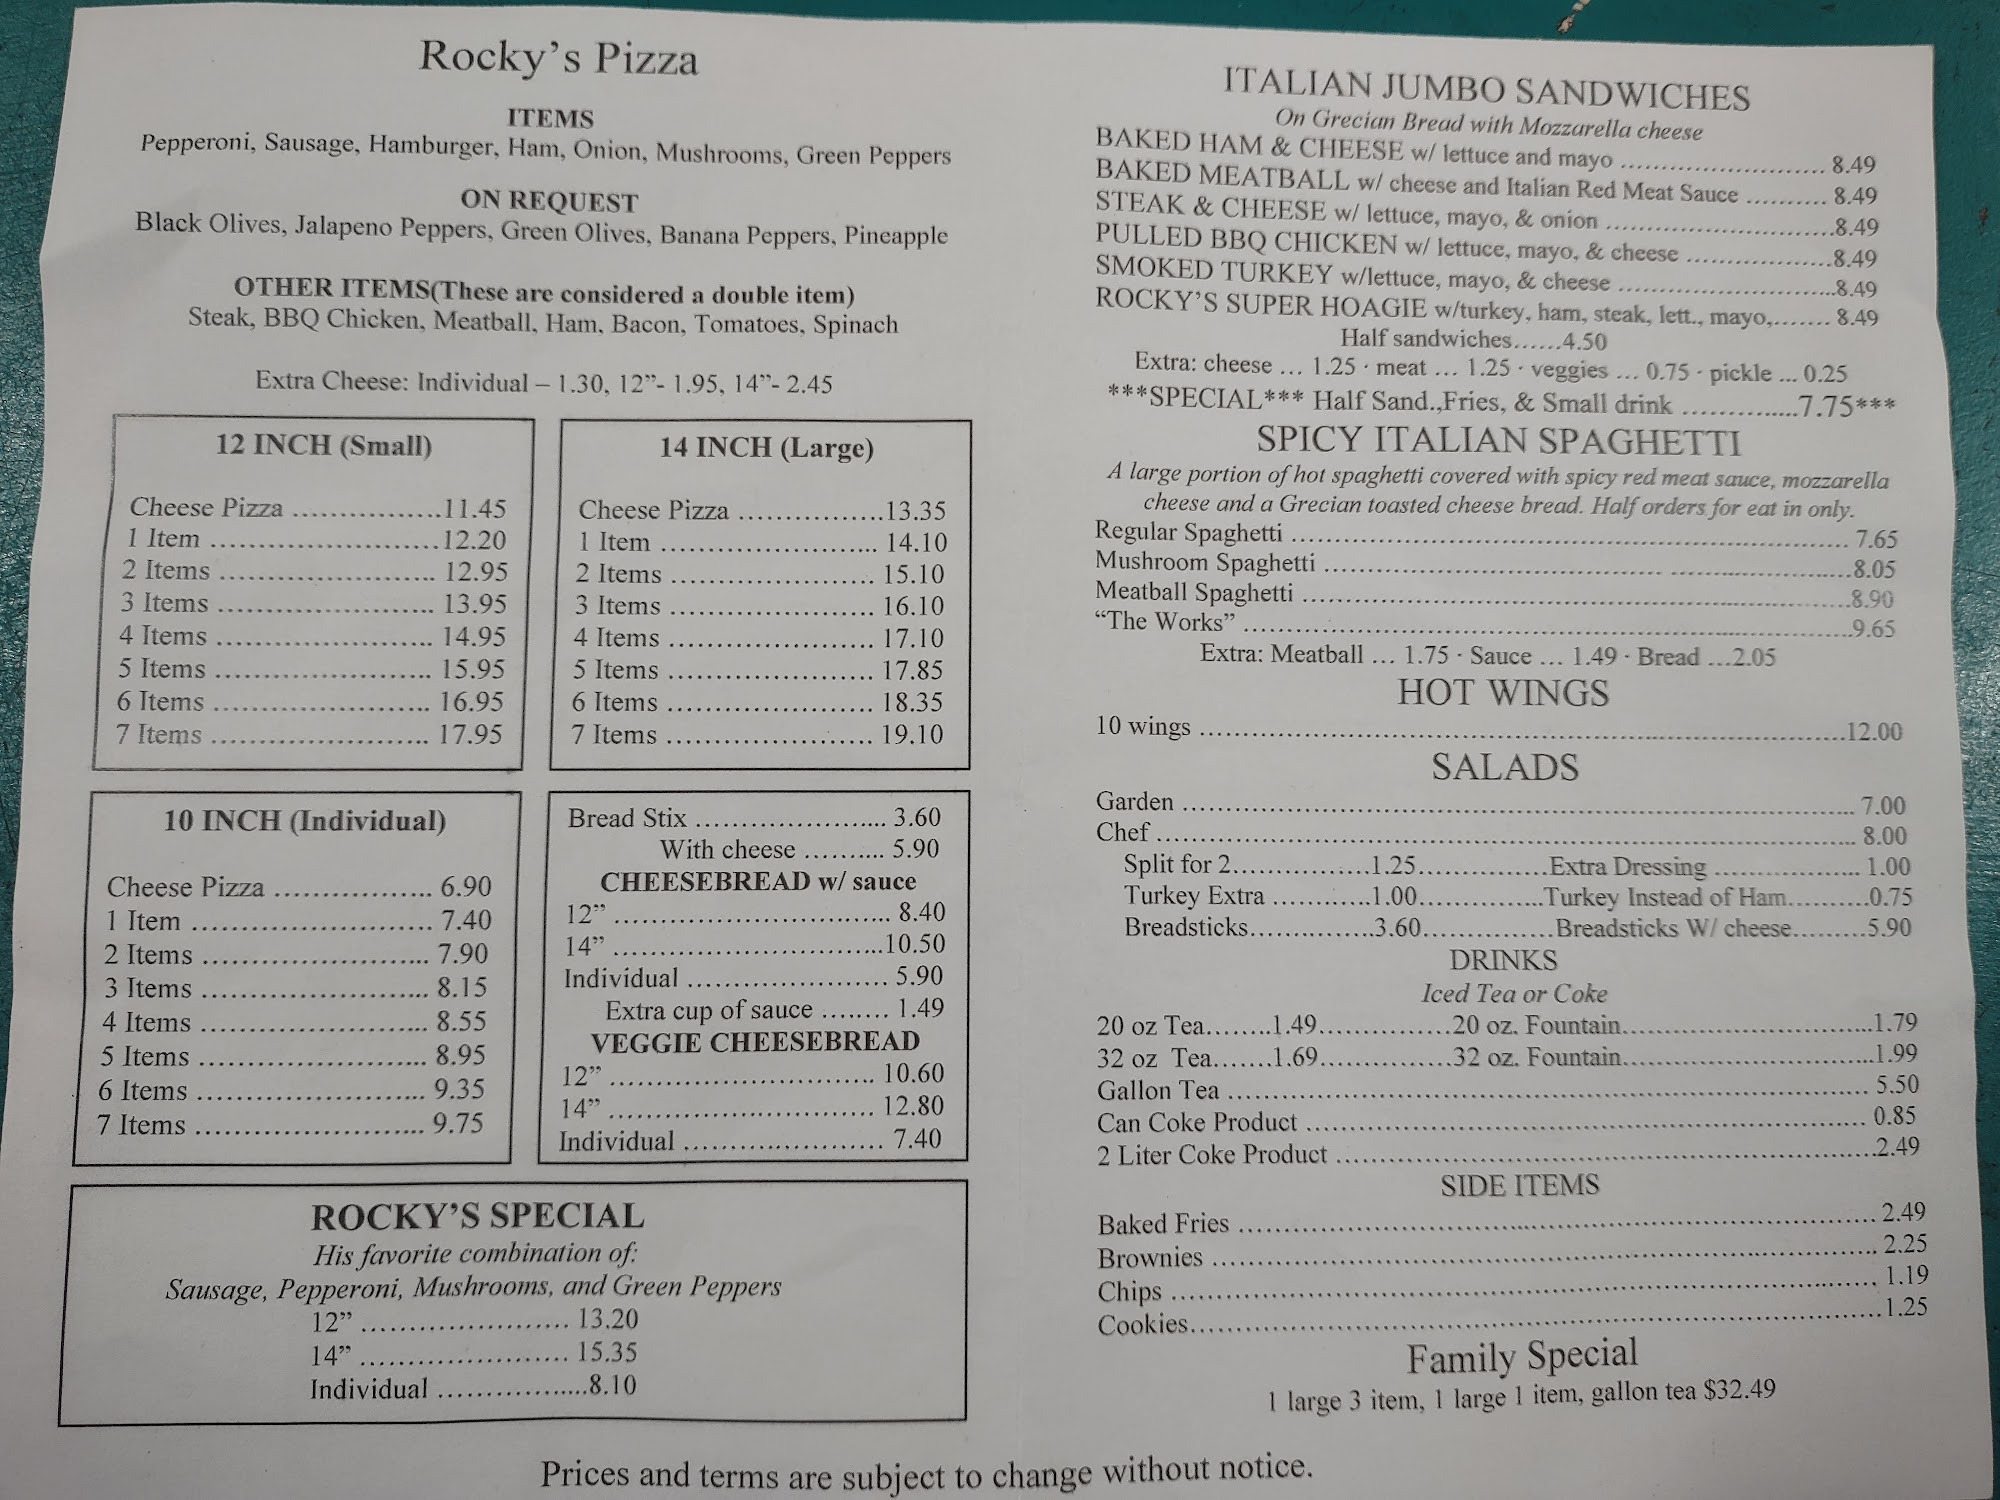 Rocky's Pizza
ITEMS
Pepperoni, Sausage, Hamburger, Ham, Onion, Mushrooms, Green Peppers
ON REQUEST
Black Olives, Jalapeno Peppers, Green Olives, Banana Peppers, Pineapple
OTHER ITEMS(These are considered a double item)
Steak, BBQ Chicken, Meatball, Ham, Bacon, Tomatoes, Spinach
Extra Cheese: Individual – 1.30, 12”- 1.95, 14”- 2.45
12 INCH (Small)
Cheese Pizza .................11.45
1 Item ..........................12.20
2 Items ........................ 12.95
3 Items ........................ 13.95
4 Items ........................ 14.95
5 Items ........................ 15.95
6 Items ........................ 16.95
7 Items ........................ 17.95
14 INCH (Large)
Cheese Pizza ................13.35
1 Item ........................ 14.10
2 Items ....................... 15.10
3 Items ....................... 16.10
4 Items ....................... 17.10
5 Items ....................... 17.85
6 Items ....................... 18.35
7 Items ....................... 19.10
10 INCH (Individual)
Cheese Pizza ................. 6.90
1 Item .......................... 7.40
2 Items ......................... 7.90
3 Items ......................... 8.15
4 Items ......................... 8.55
5 Items ......................... 8.95
6 Items ......................... 9.35
7 Items ......................... 9.75
Bread Stix ..................... 3.60
With cheese .......... 5.90
CHEESEBREAD w/ sauce
12” .............................. 8.40
14” ..............................10.50
Individual ...................... 5.90
Extra cup of sauce ........ 1.49
VEGGIE CHEESEBREAD
12” ............................. 10.60
14” ............................. 12.80
Individual ...................... 7.40
ROCKY'S SPECIAL
His favorite combination of:
Sausage, Pepperoni, Mushrooms, and Green Peppers
12” ....................... 13.20
14” ....................... 15.35
Individual .................8.10
ITALIAN JUMBO SANDWICHES
On Grecian Bread with Mozzarella cheese
BAKED HAM & CHEESE w/ lettuce and mayo ....................... 8.49
BAKED MEATBALL w/ cheese and Italian Red Meat Sauce .......... 8.49
STEAK & CHEESE w/ lettuce, mayo, & onion .........................8.49
PULLED BBQ CHICKEN w/ lettuce, mayo, & cheese ................8.49
SMOKED TURKEY w/lettuce, mayo, & cheese ........................8.49
ROCKY'S SUPER HOAGIE w/turkey, ham, steak, lett., mayo,....... 8.49
Half sandwiches......4.50
Extra: cheese ... 1.25 · meat ... 1.25 · veggies ... 0.75 · pickle ... 0.25
***SPECIAL*** Half Sand.,Fries, & Small drink .............7.75***
SPICY ITALIAN SPAGHETTI
A large portion of hot spaghetti covered with spicy red meat sauce, mozzarella
cheese and a Grecian toasted cheese bread. Half orders for eat in only.
Regular Spaghetti .............................................................. 7.65
Mushroom Spaghetti ..........................................................8.05
Meatball Spaghetti .............................................................8.90
“The Works” ....................................................................9.65
Extra: Meatball ... 1.75 · Sauce ... 1.49 · Bread ...2.05
HOT WINGS
10 wings ........................................................................12.00
SALADS
Garden .......................................................................... 7.00
Chef .............................................................................. 8.00
Split for 2...............1.25..............Extra Dressing ................ 1.00
Turkey Extra ...........1.00..............Turkey Instead of Ham.........0.75
Breadsticks..............3.60..............Breadsticks W/ cheese........5.90
DRINKS
Iced Tea or Coke
20 oz Tea........1.49...............20 oz. Fountain............................1.79
32 oz  Tea.......1.69...............32 oz. Fountain............................1.99
Gallon Tea ....................................................................... 5.50
Can Coke Product .............................................................. 0.85
2 Liter Coke Product ............................................................2.49
SIDE ITEMS
Baked Fries ...................................................................... 2.49
Brownies ......................................................................... 2.25
Chips .............................................................................. 1.19
Cookies............................................................................1.25
Family Special
1 large 3 item, 1 large 1 item, gallon tea $32.49
Prices and terms are subject to change without notice.